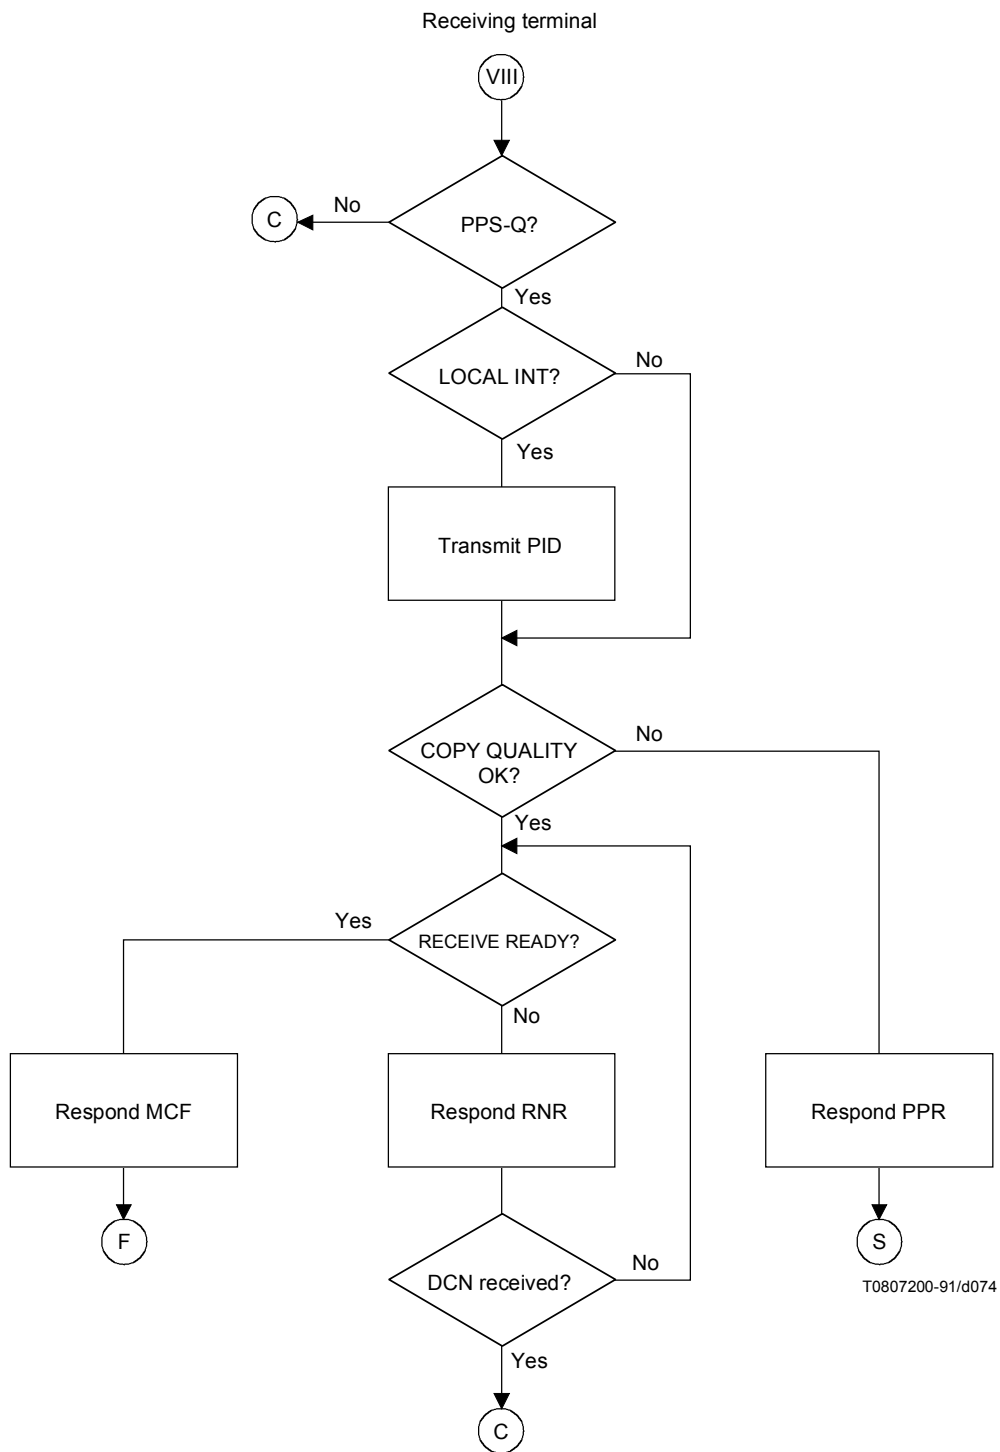 Receiving terminal
VIII
No
C
PPS-Q?
Yes
No
LOCAL INT?
Yes
Transmit PID
No
COPY QUALITY
OK?
Yes
Yes
RECEIVE READY?
No
Respond MCF
Respond RNR
Respond PPR
F
S
No
DCN received?
T0807200-91/d074
Yes
C